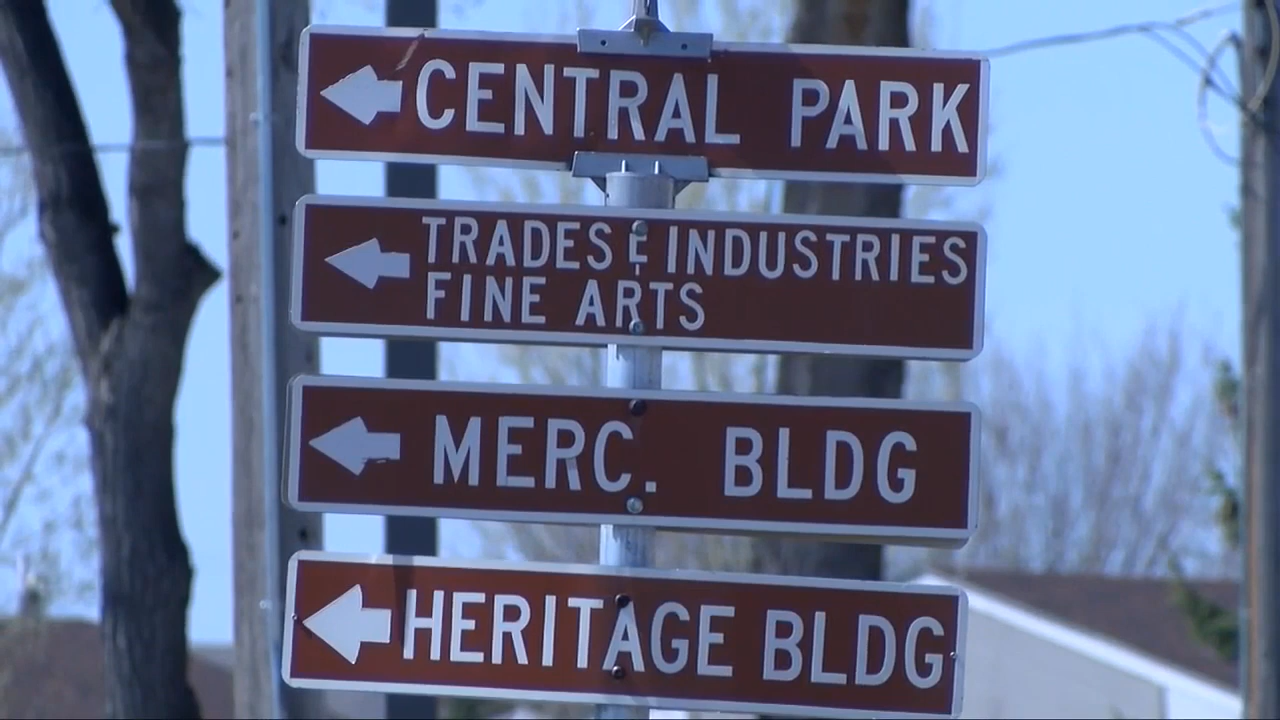 CENTRAL PARK
TRADES & INDUSTRIES
FINE ARTS
MERC. BLDG
HERITAGE BLDG